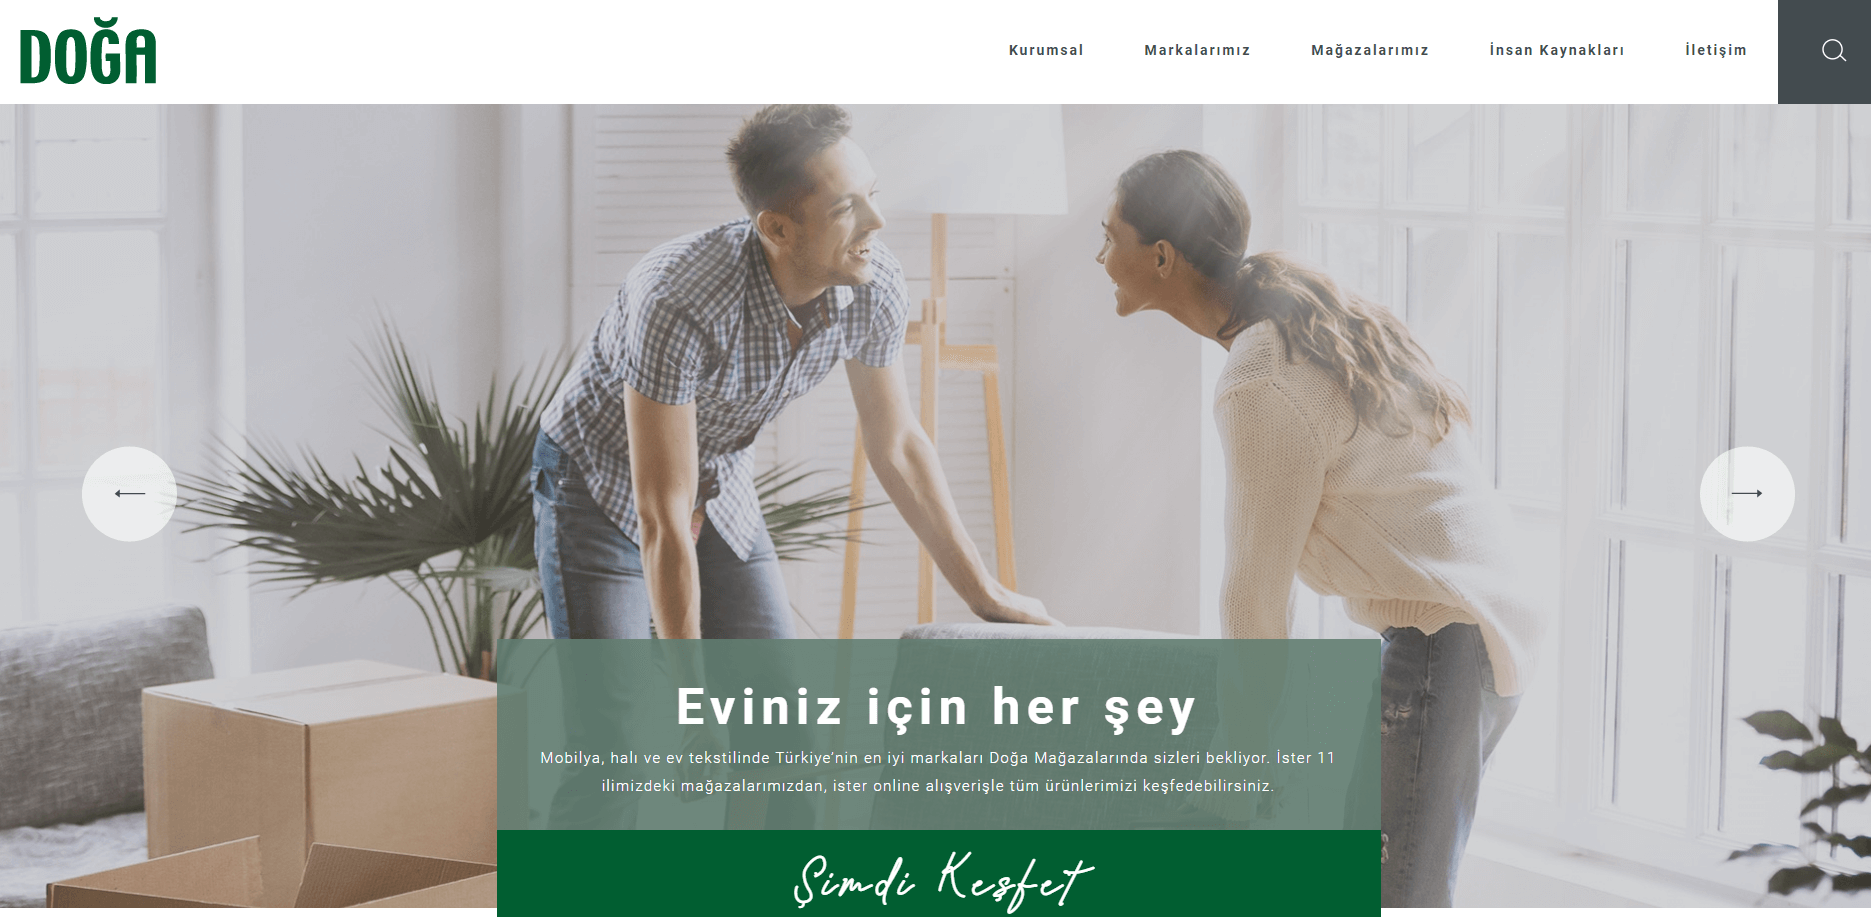 DOĞA
Kurumsal
Markalarımız
Mağazalarımız
İnsan Kaynakları
İletişim
Eviniz için her şey
Mobilya, halı ve ev tekstilinde Türkiye’nin en iyi markaları Doğa Mağazalarında sizleri bekliyor. İster 11
ilimizdeki mağazalarımızdan, ister online alışverişle tüm ürünlerimizi keşfedebilirsiniz.
Şimdi Keşfet